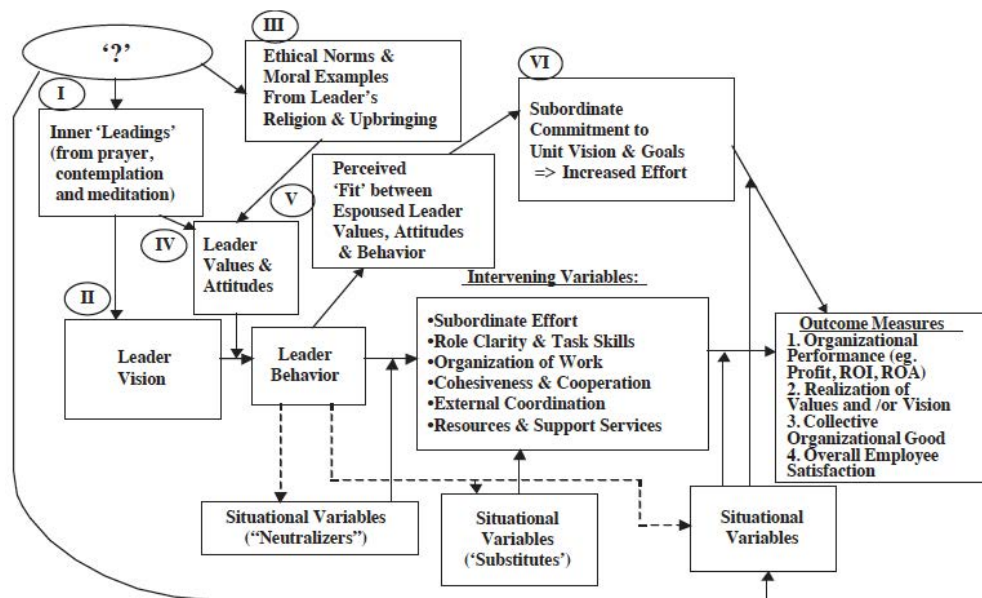 ‘?’
I
Inner ‘Leadings’
(from prayer,
contemplation
and meditation)
III
Ethical Norms &
Moral Examples
From Leader’s
Religion & Upbringing
IV
Leader
Values &
Attitudes
V
Perceived
‘Fit’ between
Espoused Leader
Values, Attitudes
& Behavior
VI
Subordinate
Commitment to
Unit Vision & Goals
=> Increased Effort
II
Leader
Vision
Leader
Behavior
Intervening Variables:
•Subordinate Effort
•Role Clarity & Task Skills
•Organization of Work
•Cohesiveness & Cooperation
•External Coordination
•Resources & Support Services
Outcome Measures
1. Organizational
Performance (eg.
Profit, ROI, ROA)
2. Realization of
Values and /or Vision
3. Collective
Organizational Good
4. Overall Employee
Satisfaction
Situational Variables
(“Neutralizers”)
Situational
Variables
(‘Substitutes’)
Situational
Variables